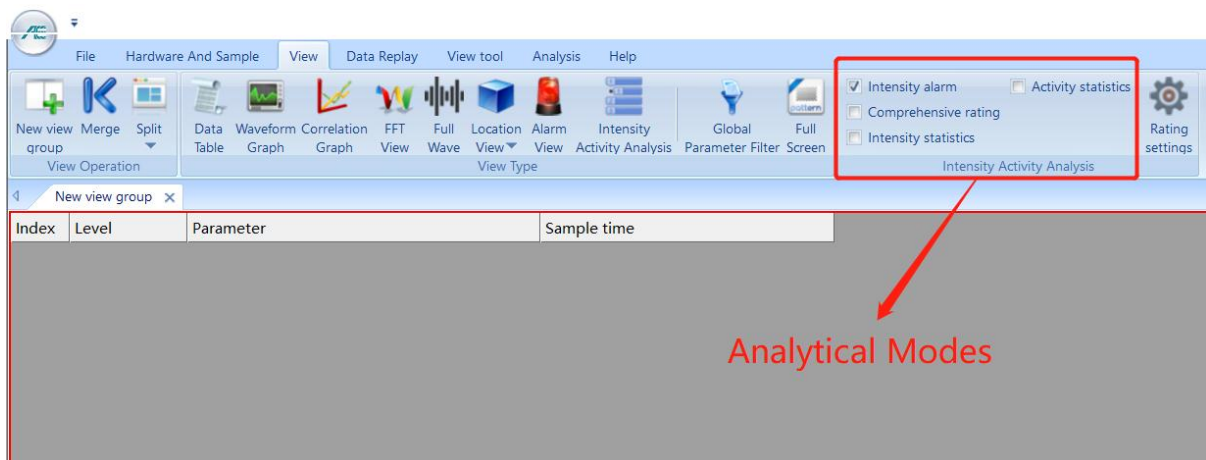 File Hardware And Sample View Data Replay View tool Analysis Help
New view group
Merge
Split
View Operation
Data Table
Waveform Graph
Correlation Graph
FFT View
Full Wave
Location View
Alarm View
Intensity Activity Analysis
Global Parameter Filter
Full Screen
pattern
View Type
Intensity alarm
Activity statistics
Comprehensive rating
Intensity statistics
Intensity Activity Analysis
Rating settings
New view group
Index Level Parameter Sample time
Analytical Modes